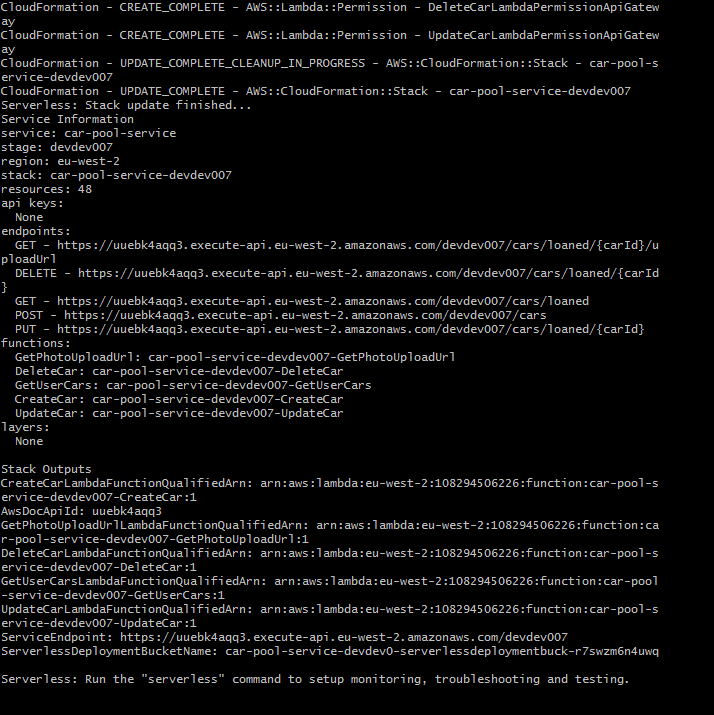 CloudFormation - CREATE_COMPLETE - AWS::Lambda::Permission - DeleteCarLambdaPermissionApiGatew
ay
CloudFormation - CREATE_COMPLETE - AWS::Lambda::Permission - UpdateCarLambdaPermissionApiGatew
ay
CloudFormation - UPDATE_COMPLETE_CLEANUP_IN_PROGRESS - AWS::CloudFormation::Stack - car-pool-s
ervice-devdev007
CloudFormation - UPDATE_COMPLETE - AWS::CloudFormation::Stack - car-pool-service-devdev007
Serverless: Stack update finished...
Service Information
service: car-pool-service
stage: devdev007
region: eu-west-2
stack: car-pool-service-devdev007
resources: 48
api keys:
  None
endpoints:
  GET - https://uuebk4aqq3.execute-api.eu-west-2.amazonaws.com/devdev007/cars/loaned/{carId}/u
ploadUrl
  DELETE - https://uuebk4aqq3.execute-api.eu-west-2.amazonaws.com/devdev007/cars/loaned/{carId
}
  GET - https://uuebk4aqq3.execute-api.eu-west-2.amazonaws.com/devdev007/cars/loaned
  POST - https://uuebk4aqq3.execute-api.eu-west-2.amazonaws.com/devdev007/cars
  PUT - https://uuebk4aqq3.execute-api.eu-west-2.amazonaws.com/devdev007/cars/loaned/{carId}
functions:
  GetPhotoUploadUrl: car-pool-service-devdev007-GetPhotoUploadUrl
  DeleteCar: car-pool-service-devdev007-DeleteCar
  GetUserCars: car-pool-service-devdev007-GetUserCars
  CreateCar: car-pool-service-devdev007-CreateCar
  UpdateCar: car-pool-service-devdev007-UpdateCar
layers:
  None

Stack Outputs
CreateCarLambdaFunctionQualifiedArn: arn:aws:lambda:eu-west-2:108294506226:function:car-pool-s
ervice-devdev007-CreateCar:1
AwsDocApiId: uuebk4aqq3
GetPhotoUploadUrlLambdaFunctionQualifiedArn: arn:aws:lambda:eu-west-2:108294506226:function:ca
r-pool-service-devdev007-GetPhotoUploadUrl:1
DeleteCarLambdaFunctionQualifiedArn: arn:aws:lambda:eu-west-2:108294506226:function:car-pool-s
ervice-devdev007-DeleteCar:1
GetUserCarsLambdaFunctionQualifiedArn: arn:aws:lambda:eu-west-2:108294506226:function:car-pool
-service-devdev007-GetUserCars:1
UpdateCarLambdaFunctionQualifiedArn: arn:aws:lambda:eu-west-2:108294506226:function:car-pool-s
ervice-devdev007-UpdateCar:1
ServiceEndpoint: https://uuebk4aqq3.execute-api.eu-west-2.amazonaws.com/devdev007
ServerlessDeploymentBucketName: car-pool-service-devdev0-serverlessdeploymentbuck-r7swzm6n4uwq

Serverless: Run the "serverless" command to setup monitoring, troubleshooting and testing.